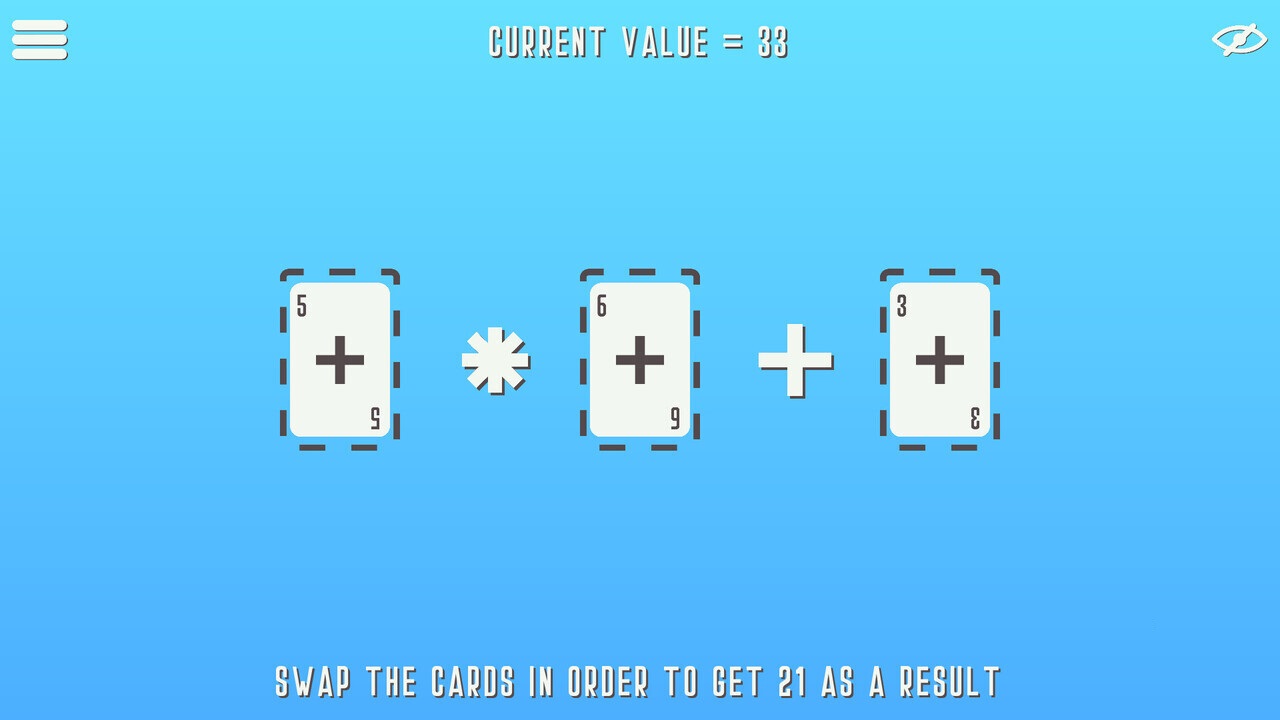 CURRENT VALUE = 33
5 * 6 + 3
5 6 3
SWAP THE CARDS IN ORDER TO GET 21 AS A RESULT